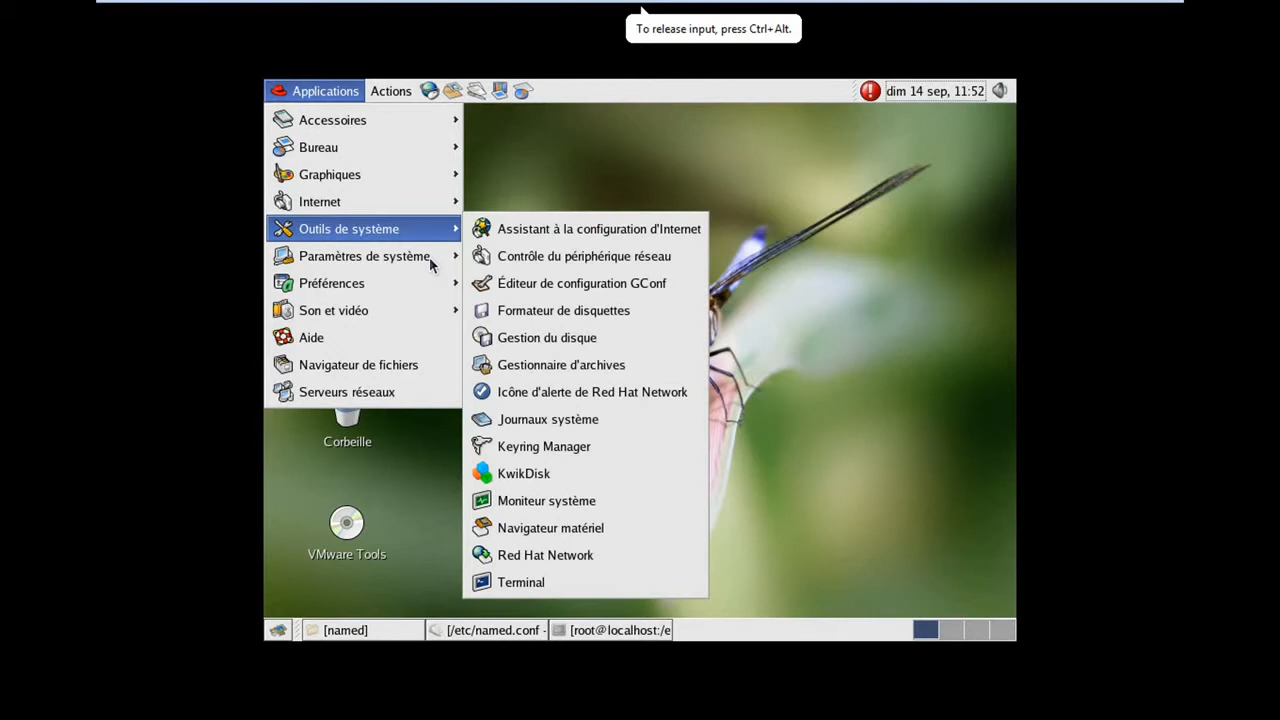 To release input, press Ctrl+Alt.
Applications Actions dim 14 sep, 11:52
Accessoires
Bureau
Graphiques
Internet
Outils de système
Paramètres de système
Préférences
Son et vidéo
Aide
Navigateur de fichiers
Serveurs réseaux
Assistant à la configuration d'Internet
Contrôle du périphérique réseau
Éditeur de configuration GConf
Formateur de disquettes
Gestion du disque
Gestionnaire d'archives
Icône d'alerte de Red Hat Network
Journaux système
Keyring Manager
KwikDisk
Moniteur système
Navigateur matériel
Red Hat Network
Terminal
Corbeille
VMware Tools
[named] [/etc/named.conf - [root@localhost:/e